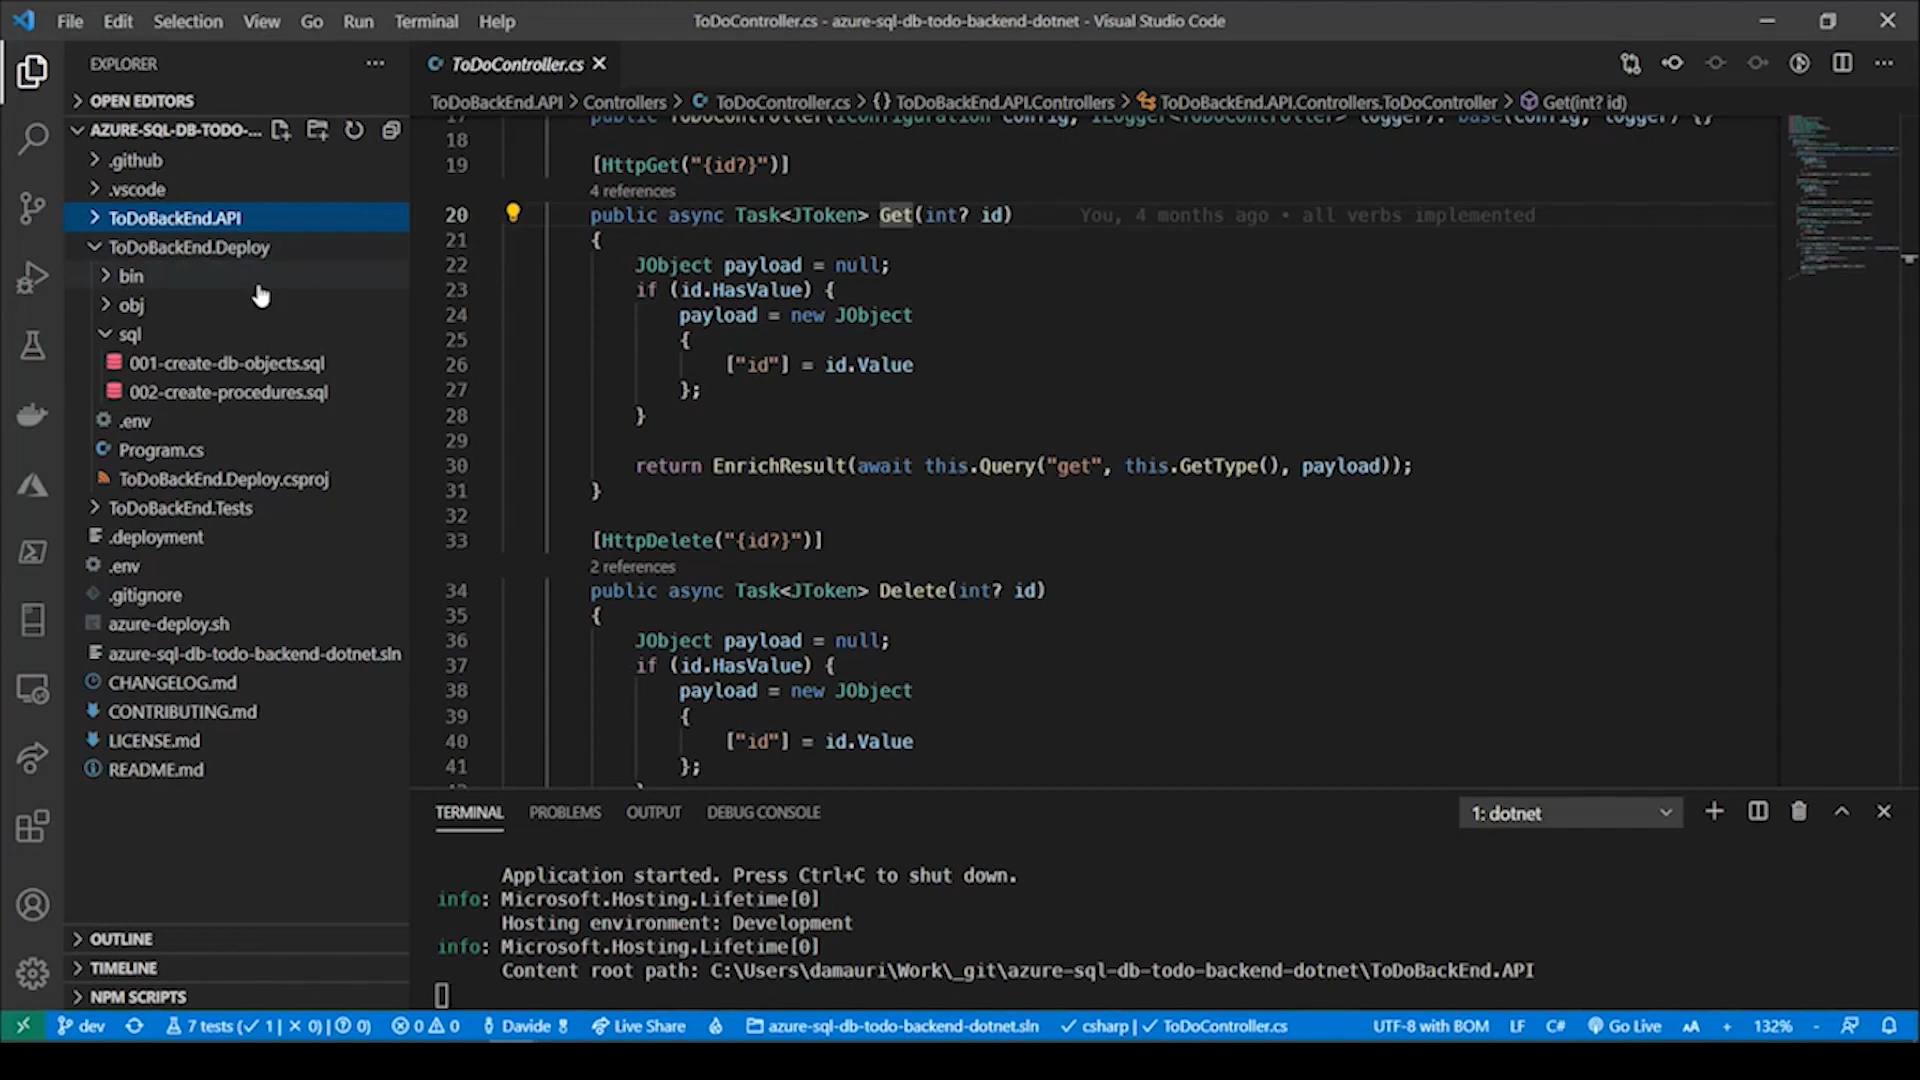 File Edit Selection View Go Run Terminal Help
ToDoController.cs - azure-sql-db-todo-backend-dotnet - Visual Studio Code
EXPLORER
OPEN EDITORS
AZURE-SQL-DB-TODO-...
.github
.vscode
ToDoBackEnd.API
ToDoBackEnd.Deploy
bin
obj
sql
001-create-db-objects.sql
002-create-procedures.sql
.env
Program.cs
ToDoBackEnd.Deploy.csproj
ToDoBackEnd.Tests
.deployment
.env
.gitignore
azure-deploy.sh
azure-sql-db-todo-backend-dotnet.sln
CHANGELOG.md
CONTRIBUTING.md
LICENSE.md
README.md
OUTLINE
TIMELINE
NPM SCRIPTS
ToDoController.cs
ToDoBackEnd.API > Controllers > ToDoController.cs > {} ToDoBackEnd.API.Controllers > ToDoBackEnd.API.Controllers.ToDoController > Get(int? id)
17 public ToDoController(IConfiguration config, ILogger<ToDoController> logger): base(config, logger) {}
18
19 [HttpGet("{id?}")]
4 references
20 public async Task<JToken> Get(int? id) You, 4 months ago • all verbs implemented
21 {
22 JObject payload = null;
23 if (id.HasValue) {
24 payload = new JObject
25 {
26 ["id"] = id.Value
27 };
28 }
29
30 return EnrichResult(await this.Query("get", this.GetType(), payload));
31 }
32
33 [HttpDelete("{id?}")]
2 references
34 public async Task<JToken> Delete(int? id)
35 {
36 JObject payload = null;
37 if (id.HasValue) {
38 payload = new JObject
39 {
40 ["id"] = id.Value
41 };
TERMINAL PROBLEMS OUTPUT DEBUG CONSOLE 1: dotnet
Application started. Press Ctrl+C to shut down.
info: Microsoft.Hosting.Lifetime[0]
Hosting environment: Development
info: Microsoft.Hosting.Lifetime[0]
Content root path: C:\Users\damauri\Work\_git\azure-sql-db-todo-backend-dotnet\ToDoBackEnd.API
dev 7 tests (✓ 1 | × 0) | ? 0) 0 0 Davide Live Share azure-sql-db-todo-backend-dotnet.sln ✓ csharp | ✓ ToDoController.cs UTF-8 with BOM LF C# Go Live AA + 132% -